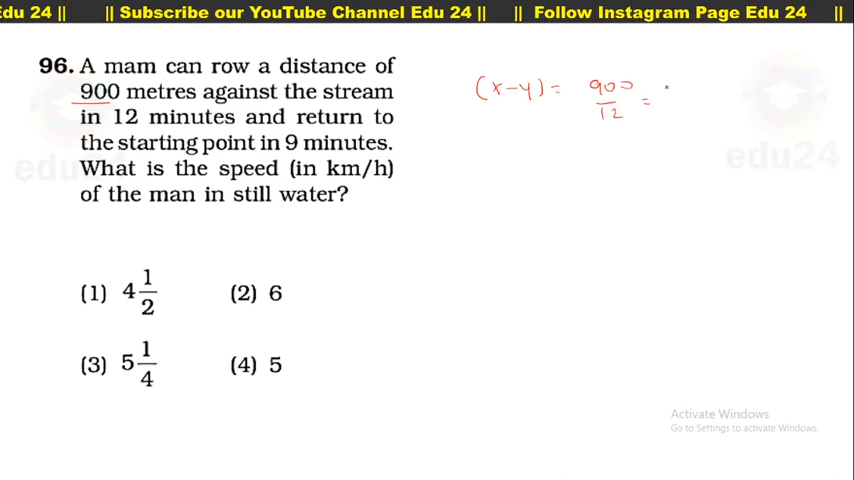 Edu 24 || || Subscribe our YouTube Channel Edu 24 || || Follow Instagram Page Edu 24 ||
96. A mam can row a distance of
900 metres against the stream
in 12 minutes and return to
the starting point in 9 minutes.
What is the speed (in km/h)
of the man in still water?
(x-y) = 900/12 =
edu24
edu24
(1) 4 1/2 (2) 6
(3) 5 1/4 (4) 5
Activate Windows
Go to Settings to activate Windows.